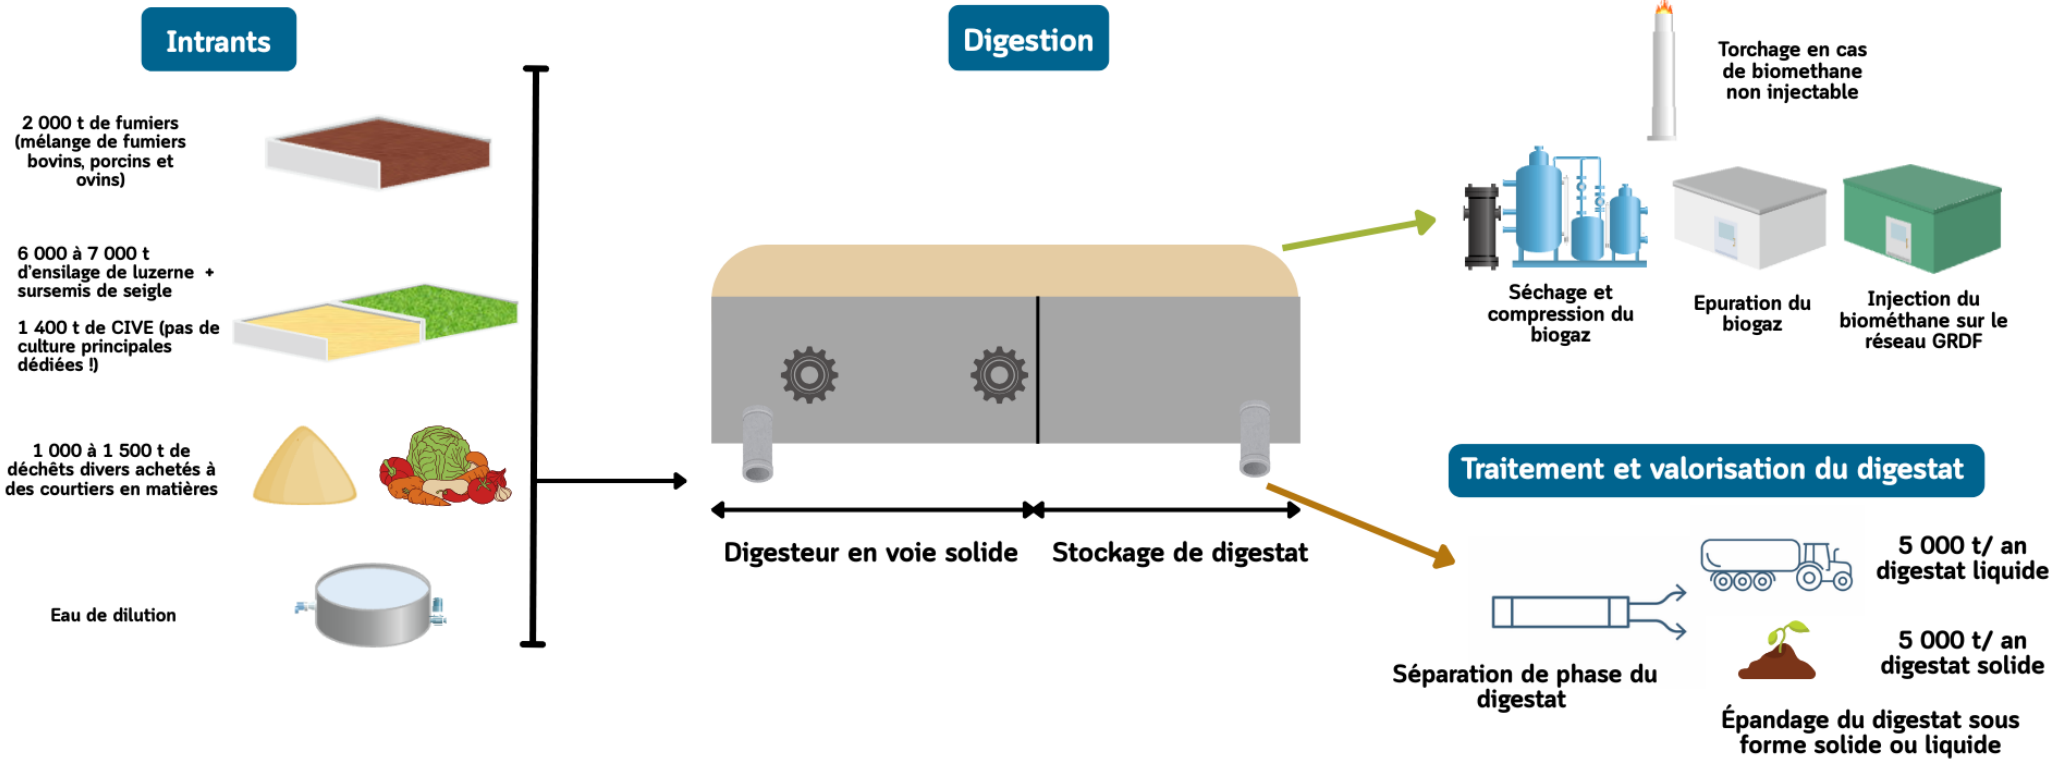 Intrants
2 000 t de fumiers
(mélange de fumiers
bovins, porcins et
ovins)
6 000 à 7 000 t
d'ensilage de luzerne +
sursemis de seigle
1 400 t de CIVE (pas de
culture principales
dédiées !)
1 000 à 1 500 t de
déchêts divers achetés à
des courtiers en matières
Eau de dilution
Digestion
Digesteur en voie solide
Stockage de digestat
Torchage en cas
de biomethane
non injectable
Séchage et
compression du
biogaz
Epuration du
biogaz
Injection du
biométhane sur le
réseau GRDF
Traitement et valorisation du digestat
Séparation de phase du
digestat
5 000 t/ an
digestat liquide
5 000 t/ an
digestat solide
Épandage du digestat sous
forme solide ou liquide